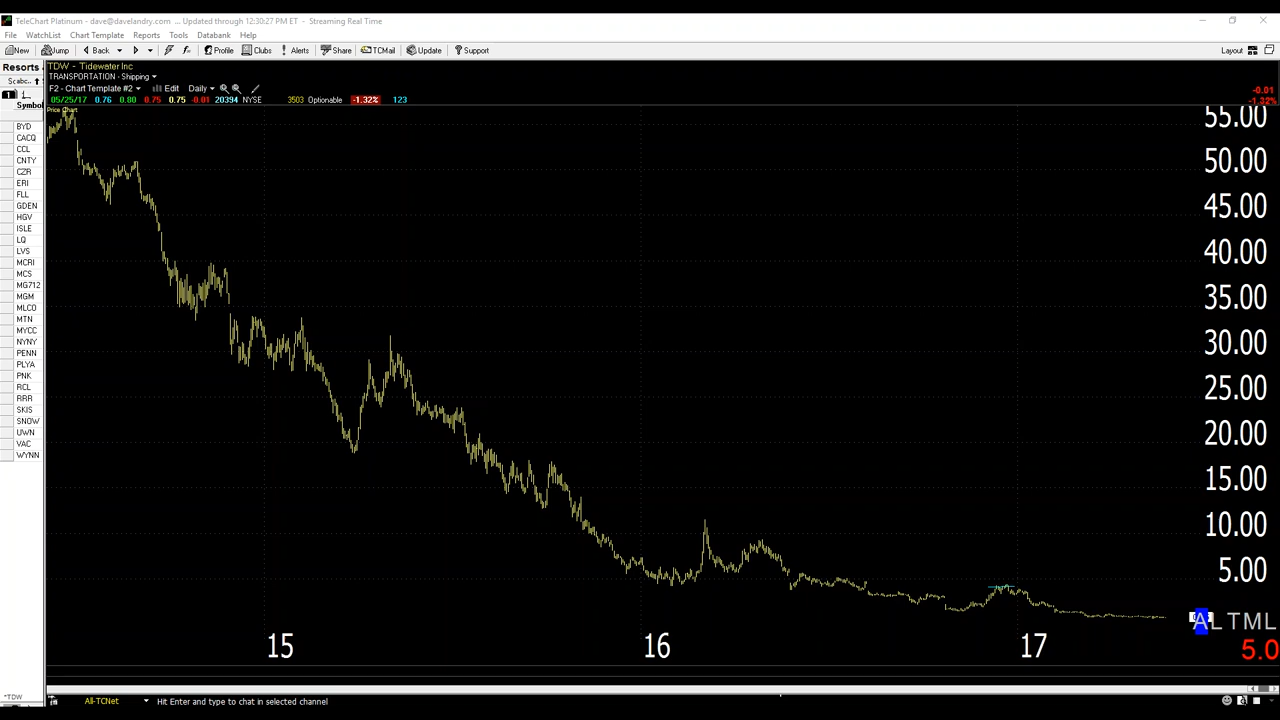 TeleChart Platinum - dave@davelandry.com ... Updated through 12:30:27 PM ET - Streaming Real Time
File WatchList Chart Template Reports Tools Databank Help
New Jump Back Profile Clubs Alerts Share TCMail Update Support Layout
Resorts
TDW - Tidewater Inc
TRANSPORTATION - Shipping
F2 - Chart Template #2 Edit Daily
05/25/17 0.76 0.80 0.75 0.75 -0.01 20394 NYSE 3503 Optionable -1.32% 123
-0.01
-1.32%
Price Chart
1
Symbol
BYD
CACQ
CCL
CNTY
CZR
ERI
FLL
GDEN
HGV
ISLE
LQ
LVS
MCRI
MCS
MG712
MGM
MLCO
MTN
MYCC
NYNY
PENN
PLYA
PNK
RCL
RRR
SKIS
SNOW
UWN
VAC
WYNN
55.00
50.00
45.00
40.00
35.00
30.00
25.00
20.00
15.00
10.00
5.00
ALTML
15 16 17
5.0
*TDW
All-TCNet Hit Enter and type to chat in selected channel